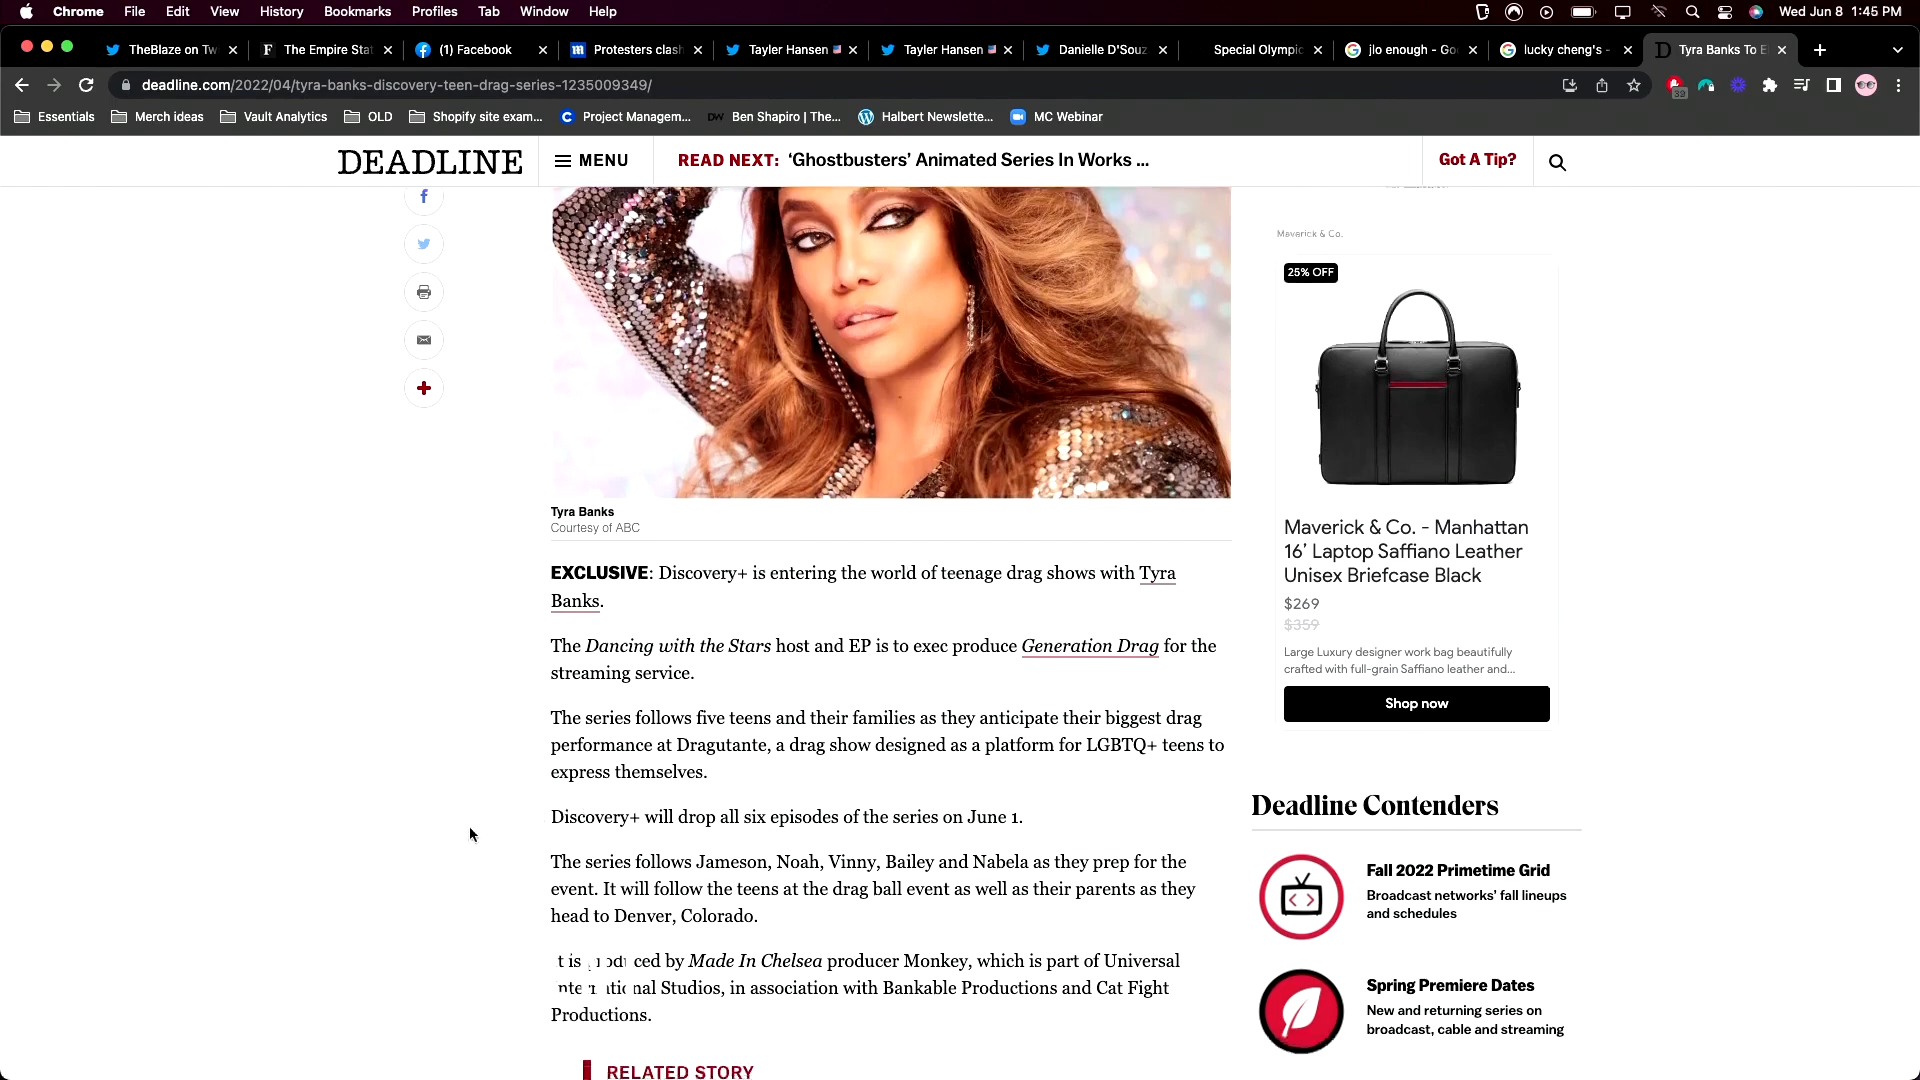 Chrome File Edit View History Bookmarks Profiles Tab Window Help
Wed Jun 8 1:45 PM
TheBlaze on Tw
The Empire Stat
(1) Facebook
Protesters clash
Tayler Hansen
Tayler Hansen
Danielle D'Souz
Special Olympic
jlo enough - Go
lucky cheng's -
Tyra Banks To E
deadline.com/2022/04/tyra-banks-discovery-teen-drag-series-1235009349/
33
Essentials
Merch ideas
Vault Analytics
OLD
Shopify site exam...
Project Managem...
DW Ben Shapiro | The...
Halbert Newslette...
MC Webinar
DEADLINE
MENU
READ NEXT: ‘Ghostbusters’ Animated Series In Works ...
Got A Tip?
Tyra Banks
Courtesy of ABC
EXCLUSIVE: Discovery+ is entering the world of teenage drag shows with Tyra
Banks.
The Dancing with the Stars host and EP is to exec produce Generation Drag for the
streaming service.
The series follows five teens and their families as they anticipate their biggest drag
performance at Dragutante, a drag show designed as a platform for LGBTQ+ teens to
express themselves.
Discovery+ will drop all six episodes of the series on June 1.
The series follows Jameson, Noah, Vinny, Bailey and Nabela as they prep for the
event. It will follow the teens at the drag ball event as well as their parents as they
head to Denver, Colorado.
is ced by Made In Chelsea producer Monkey, which is part of Universal
nal Studios, in association with Bankable Productions and Cat Fight
Productions.
RELATED STORY
Maverick & Co.
25% OFF
Maverick & Co. - Manhattan
16’ Laptop Saffiano Leather
Unisex Briefcase Black
$269
$359
Large Luxury designer work bag beautifully
crafted with full-grain Saffiano leather and...
Shop now
Deadline Contenders
Fall 2022 Primetime Grid
Broadcast networks’ fall lineups
and schedules
Spring Premiere Dates
New and returning series on
broadcast, cable and streaming